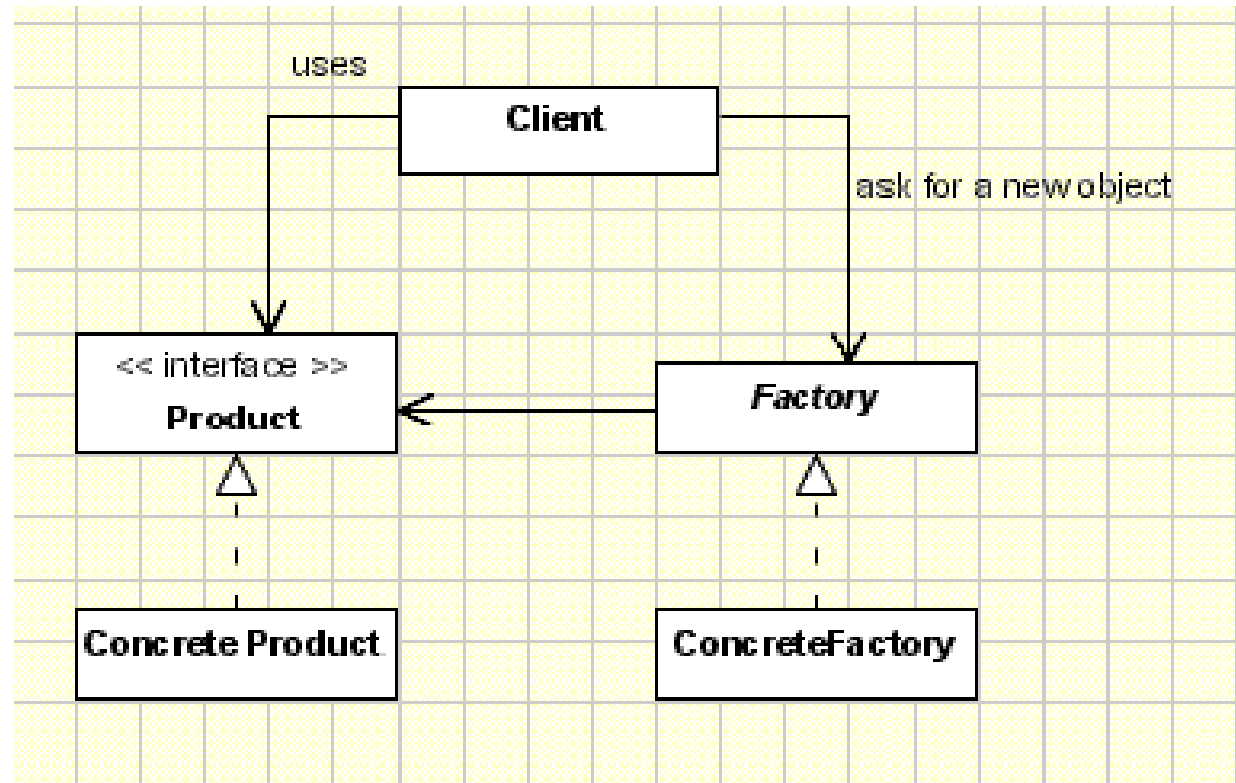 uses
Client
ask for a new object
<< interface >>
Product
Factory
Concrete Product
ConcreteFactory